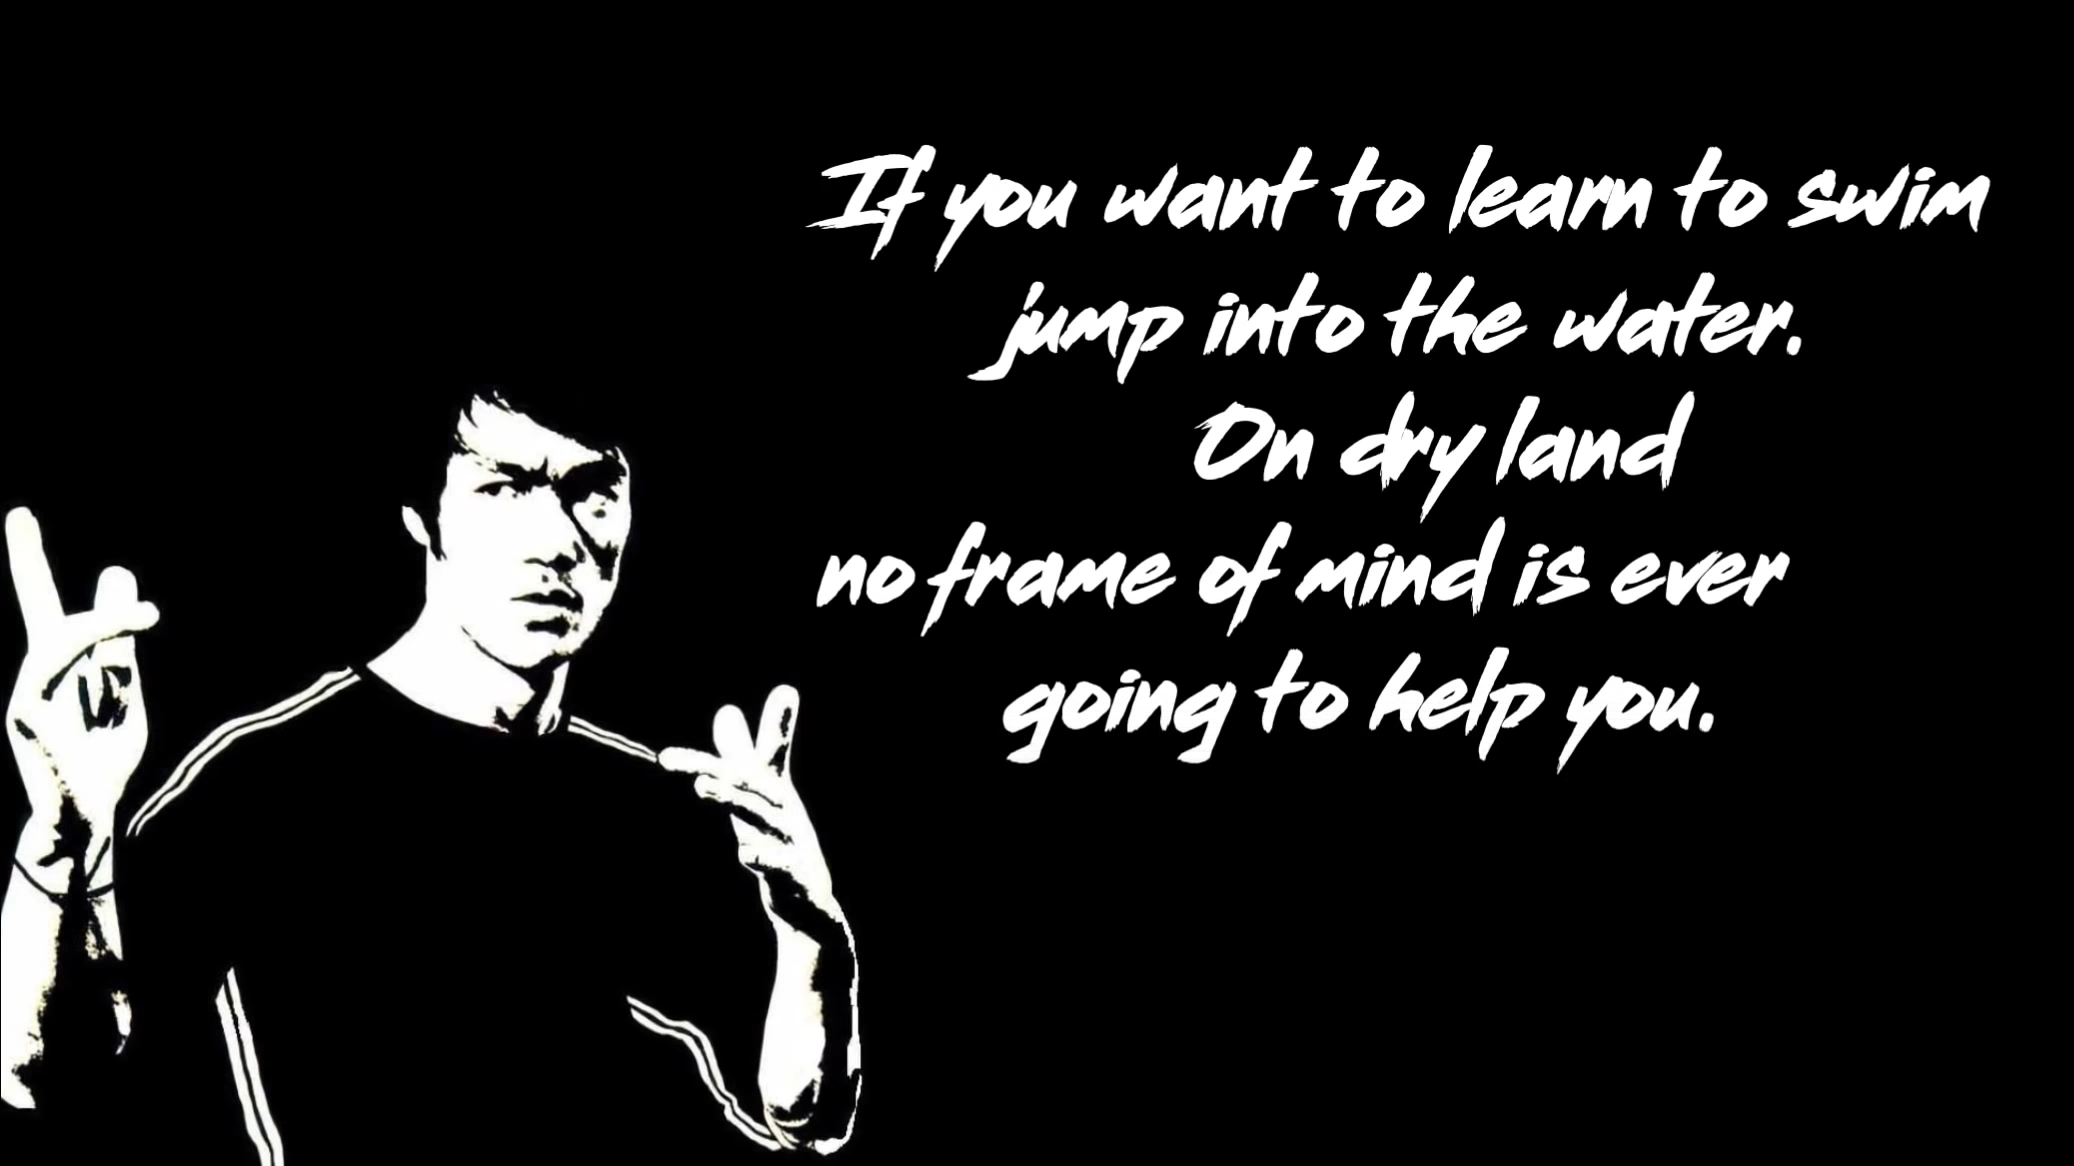 If you want to learn to swim
jump into the water.
On dry land
no frame of mind is ever
going to help you.